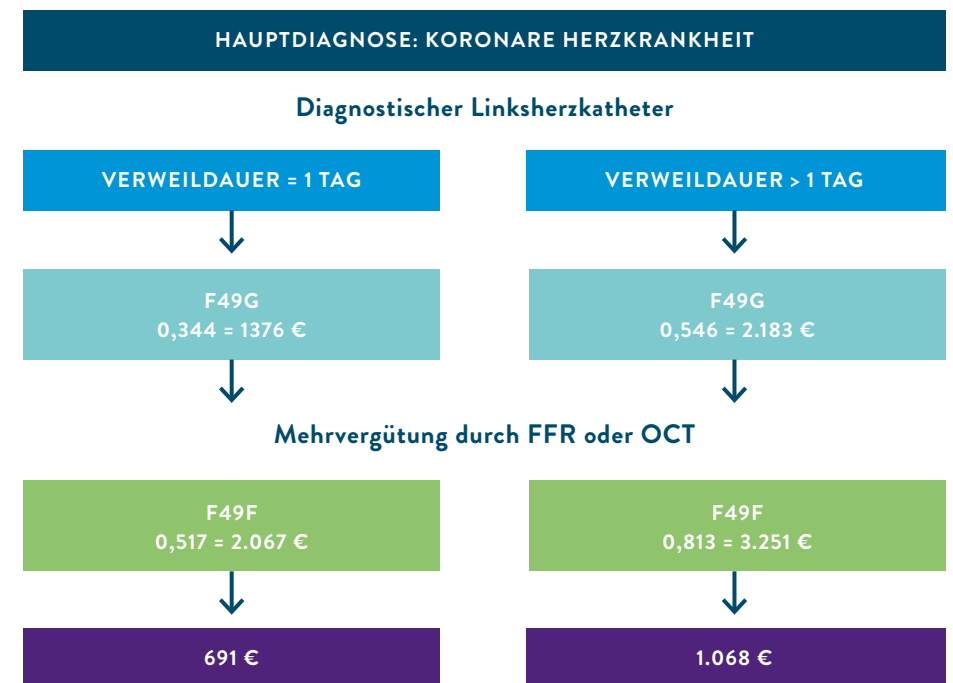 HAUPTDIAGNOSE: KORONARE HERZKRANKHEIT
Diagnostischer Linksherzkatheter
VERWEILDAUER = 1 TAG
VERWEILDAUER > 1 TAG
F49G
0,344 = 1376 €
F49G
0,546 = 2.183 €
Mehrvergütung durch FFR oder OCT
F49F
0,517 = 2.067 €
F49F
0,813 = 3.251 €
691 €
1.068 €